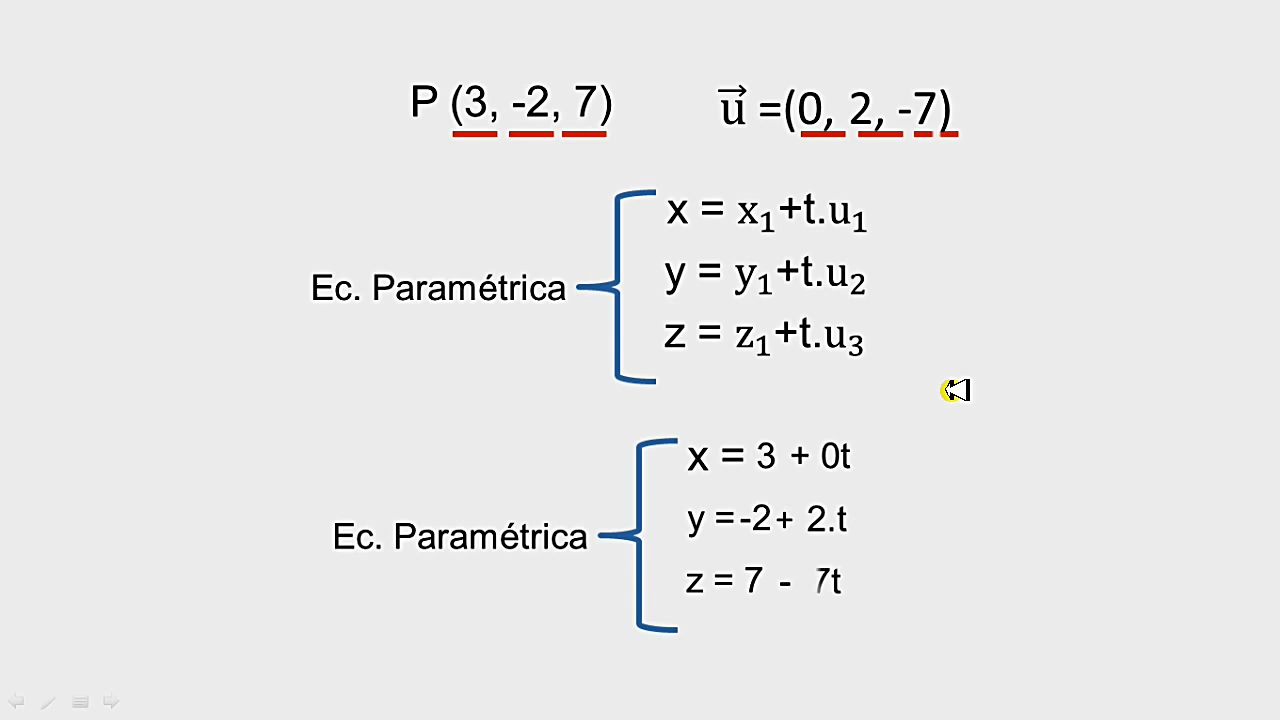 P (3, -2, 7)    u⃗ =(0, 2, -7)
x = x₁+t.u₁
y = y₁+t.u₂
Ec. Paramétrica
z = z₁+t.u₃
x = 3 + 0t
y =-2+ 2.t
Ec. Paramétrica
z = 7 - 7t